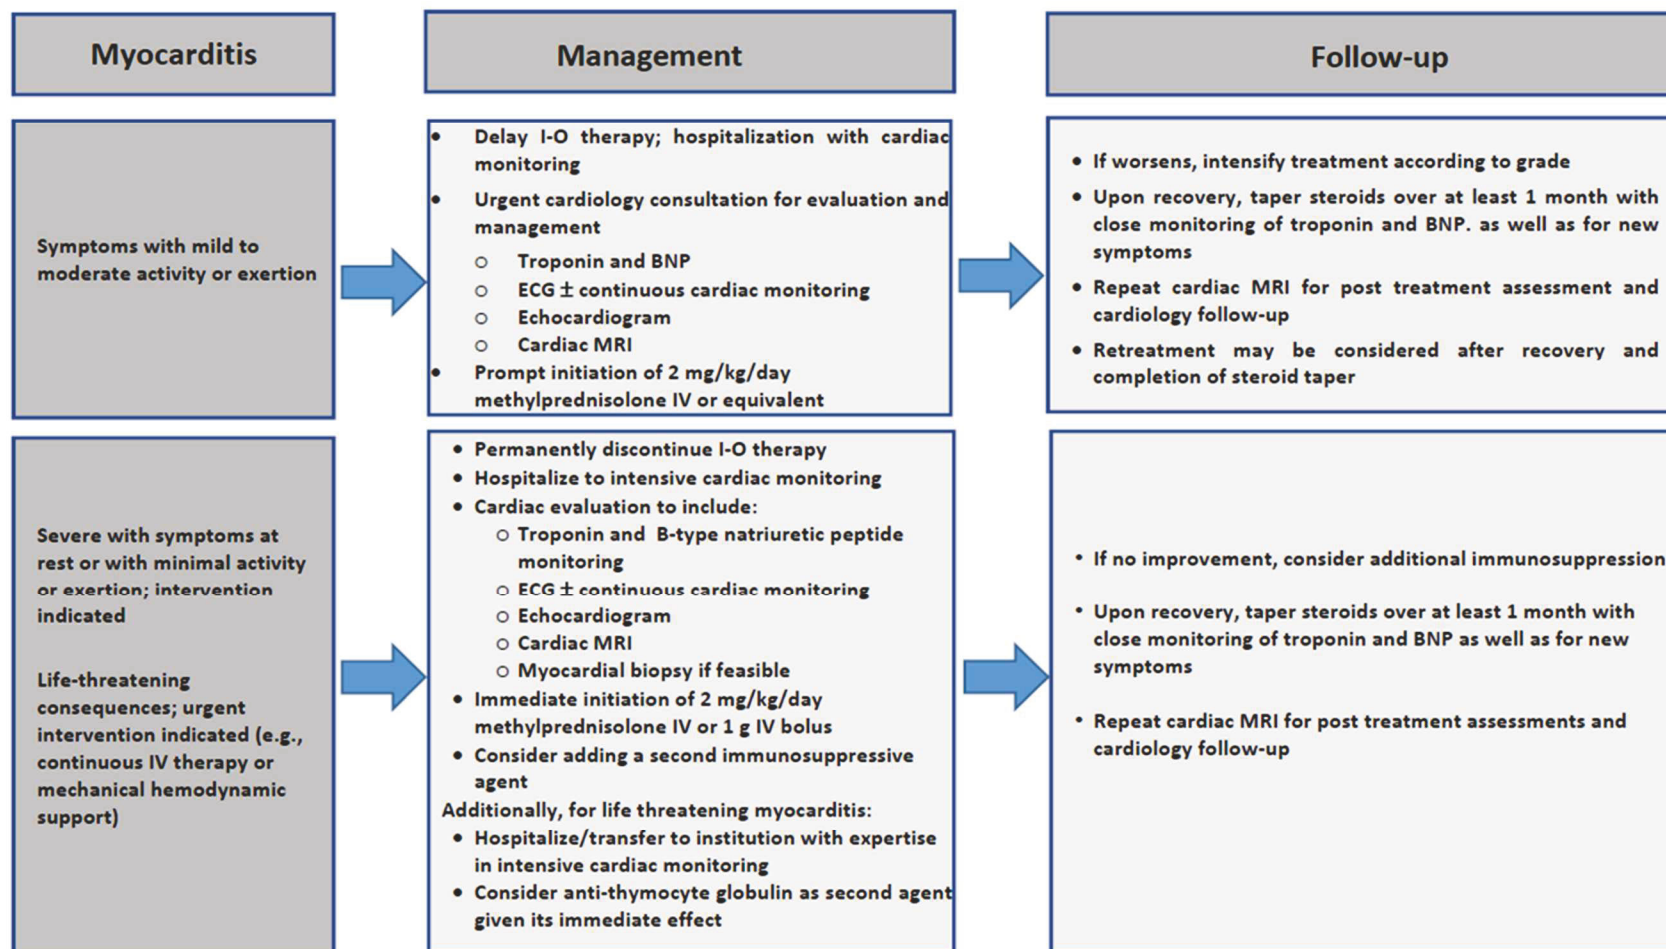 Myocarditis
Management
Follow-up
Symptoms with mild to
moderate activity or exertion
• Delay I-O therapy; hospitalization with cardiac
monitoring
• Urgent cardiology consultation for evaluation and
management
o Troponin and BNP
o ECG ± continuous cardiac monitoring
o Echocardiogram
o Cardiac MRI
• Prompt initiation of 2 mg/kg/day
methylprednisolone IV or equivalent
• If worsens, intensify treatment according to grade
• Upon recovery, taper steroids over at least 1 month with
close monitoring of troponin and BNP. as well as for new
symptoms
• Repeat cardiac MRI for post treatment assessment and
cardiology follow-up
• Retreatment may be considered after recovery and
completion of steroid taper
Severe with symptoms at
rest or with minimal activity
or exertion; intervention
indicated
Life-threatening
consequences; urgent
intervention indicated (e.g.,
continuous IV therapy or
mechanical hemodynamic
support)
• Permanently discontinue I-O therapy
• Hospitalize to intensive cardiac monitoring
• Cardiac evaluation to include:
o Troponin and B-type natriuretic peptide
monitoring
o ECG ± continuous cardiac monitoring
o Echocardiogram
o Cardiac MRI
o Myocardial biopsy if feasible
• Immediate initiation of 2 mg/kg/day
methylprednisolone IV or 1 g IV bolus
• Consider adding a second immunosuppressive
agent
Additionally, for life threatening myocarditis:
• Hospitalize/transfer to institution with expertise
in intensive cardiac monitoring
• Consider anti-thymocyte globulin as second agent
given its immediate effect
• If no improvement, consider additional immunosuppression
• Upon recovery, taper steroids over at least 1 month with
close monitoring of troponin and BNP as well as for new
symptoms
• Repeat cardiac MRI for post treatment assessments and
cardiology follow-up